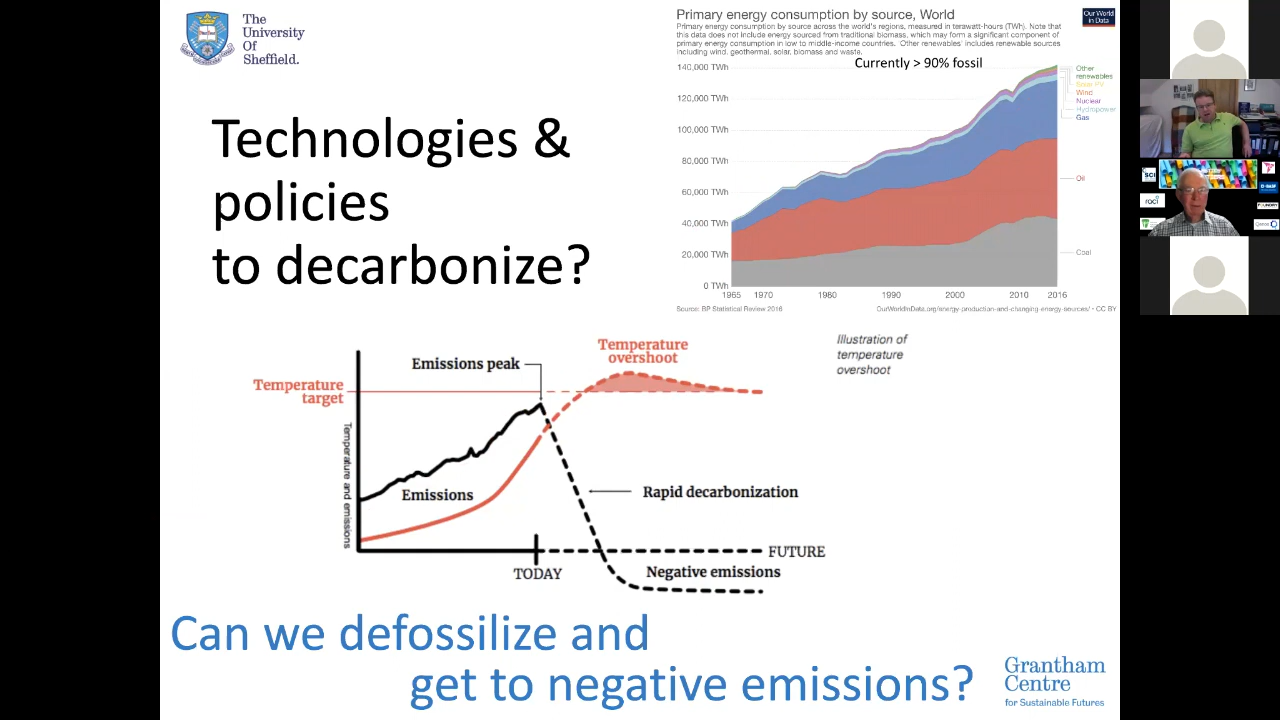 The
University
Of
Sheffield.
Technologies &
policies
to decarbonize?
Primary energy consumption by source, World
Our World
in Data
Primary energy consumption by source across the world's regions, measured in terawatt-hours (TWh). Note that
this data does not include energy sourced from traditional biomass, which may form a significant component of
primary energy consumption in low to middle-income countries. 'Other renewables' includes renewable sources
including wind, geothermal, solar, biomass and waste.
Currently > 90% fossil
140,000 TWh
120,000 TWh
100,000 TWh
80,000 TWh
60,000 TWh
40,000 TWh
20,000 TWh
0 TWh
1965
1970
1980
1990
2000
2010
2016
Other
renewables
Solar PV
Wind
Nuclear
Hydropower
Gas
Oil
Coal
Source: BP Statistical Review 2016
OurWorldInData.org/energy-production-and-changing-energy-sources/ • CC BY
Illustration of
temperature
overshoot
Temperature
overshoot
Emissions peak
Temperature
target
Temperature and emissions
Emissions
Rapid decarbonization
FUTURE
TODAY
Negative emissions
Can we defossilize and
get to negative emissions?
Grantham
Centre
for Sustainable Futures
SCI
raci
BASF
FOUNDRY